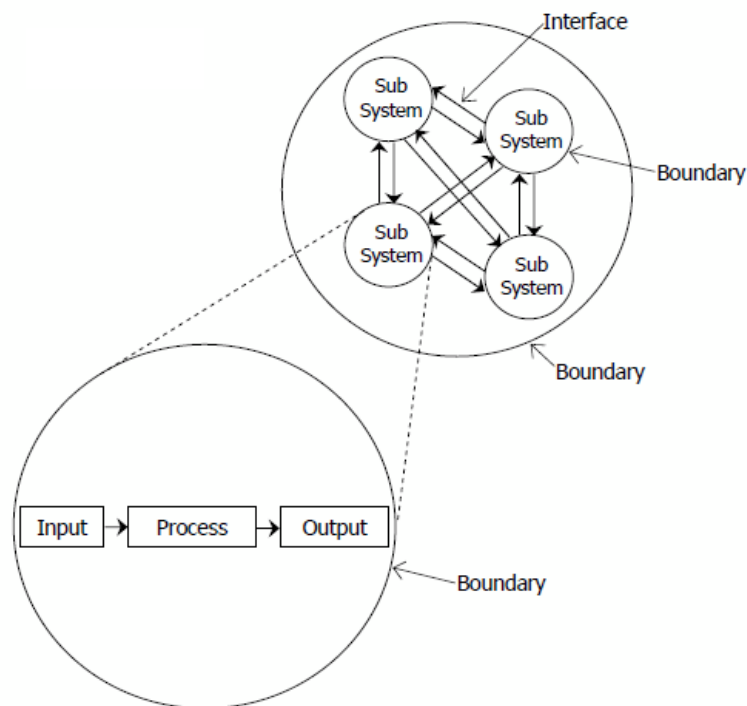 Interface
Sub
System
Sub
System
Boundary
Sub
System
Sub
System
Boundary
Input
Process
Output
Boundary